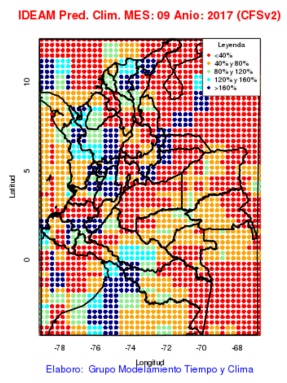 IDEAM Pred. Clim. MES: 09 Anio: 2017 (CFSv2)
Leyenda
<40%
40% y 80%
80% y 120%
120% y 160%
>160%
10
5
0
Latitud
-78
-76
-74
-72
-70
-68
Longitud
Elaboro: Grupo Modelamiento Tiempo y Clima